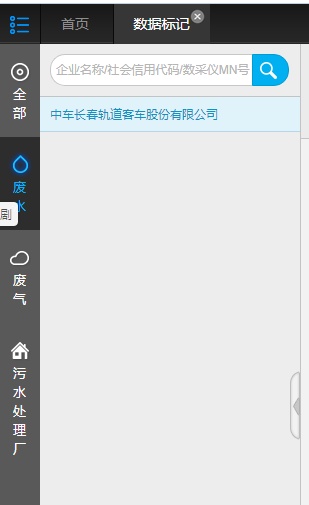 首页
数据标记
全部
企业名称/社会信用代码/数采仪MN号
中车长春轨道客车股份有限公司
废水
剧
废气
污水处理厂